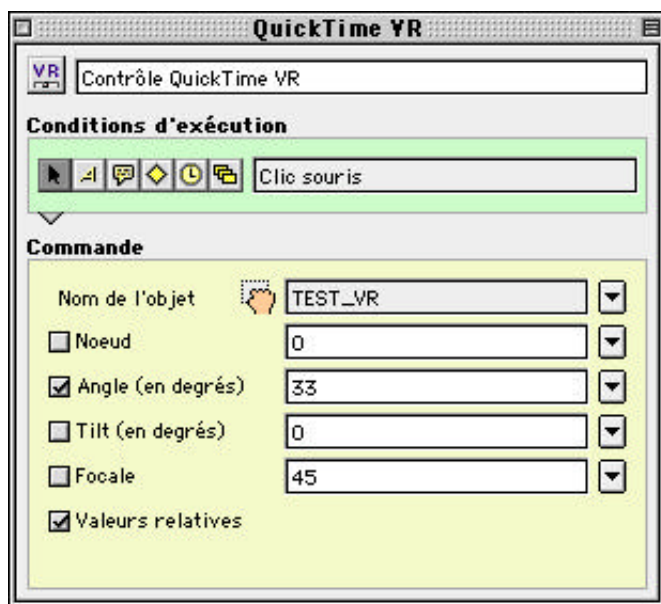 QuickTime VR
VR
Contrôle QuickTime VR
Conditions d'exécution
Clic souris
Commande
Nom de l'objet TEST_VR
Noeud 0
Angle (en degrés) 33
Tilt (en degrés) 0
Focale 45
Valeurs relatives